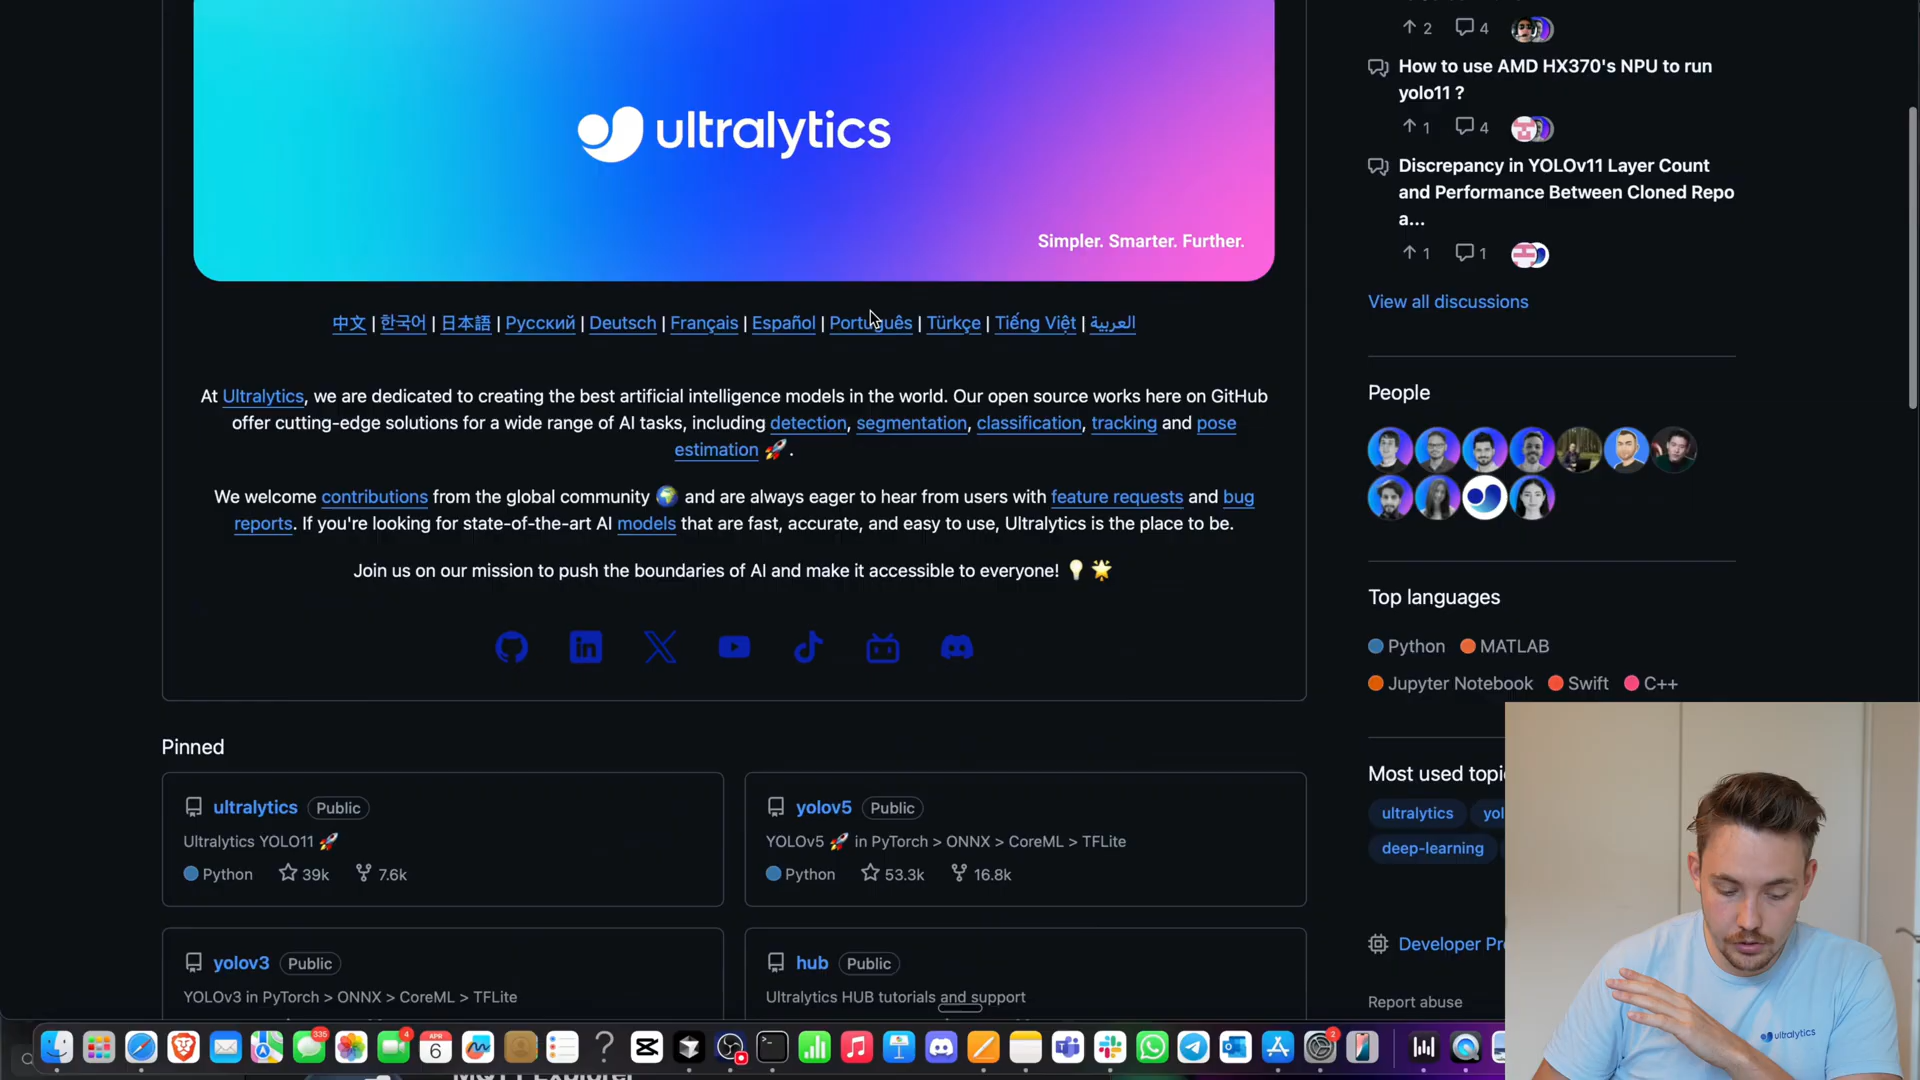 ultralytics
Simpler. Smarter. Further.
中文 | 한국어 | 日本語 | Русский | Deutsch | Français | Español | Português | Türkçe | Tiếng Việt | العربية
At Ultralytics, we are dedicated to creating the best artificial intelligence models in the world. Our open source works here on GitHub
offer cutting-edge solutions for a wide range of AI tasks, including detection, segmentation, classification, tracking and pose
estimation 🚀.
We welcome contributions from the global community 🌍 and are always eager to hear from users with feature requests and bug
reports. If you're looking for state-of-the-art AI models that are fast, accurate, and easy to use, Ultralytics is the place to be.
Join us on our mission to push the boundaries of AI and make it accessible to everyone! 💡 🌟
Pinned
ultralytics Public
Ultralytics YOLO11 🚀
Python 39k 7.6k
yolov5 Public
YOLOv5 🚀 in PyTorch > ONNX > CoreML > TFLite
Python 53.3k 16.8k
yolov3 Public
YOLOv3 in PyTorch > ONNX > CoreML > TFLite
hub Public
Ultralytics HUB tutorials and support
2 4
How to use AMD HX370's NPU to run
yolo11 ?
1 4
Discrepancy in YOLOv11 Layer Count
and Performance Between Cloned Repo
a...
1 1
View all discussions
People
Top languages
Python MATLAB
Jupyter Notebook Swift C++
Most used topi
ultralytics yol
deep-learning
Developer Pr
Report abuse
ultralytics
335
4
APR
6
2